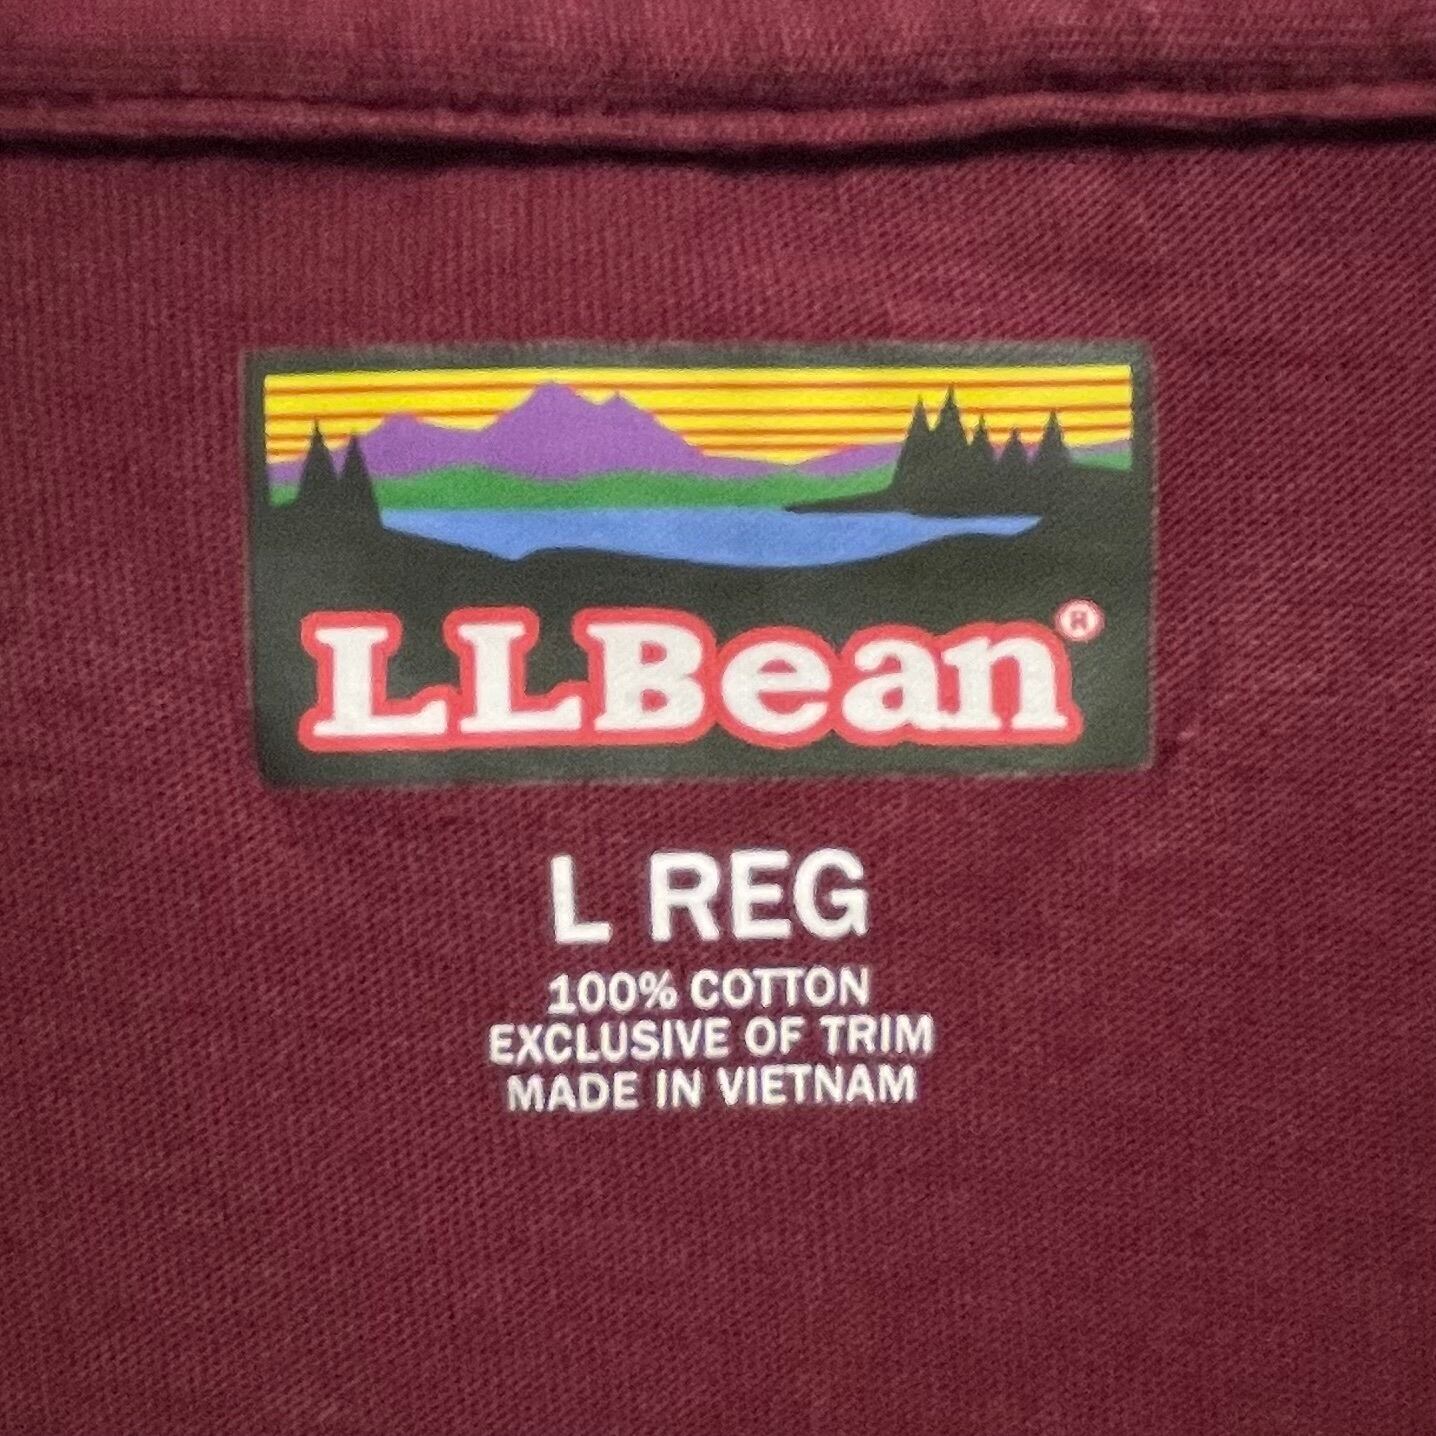 LLBean®
L REG
100% COTTON
EXCLUSIVE OF TRIM
MADE IN VIETNAM